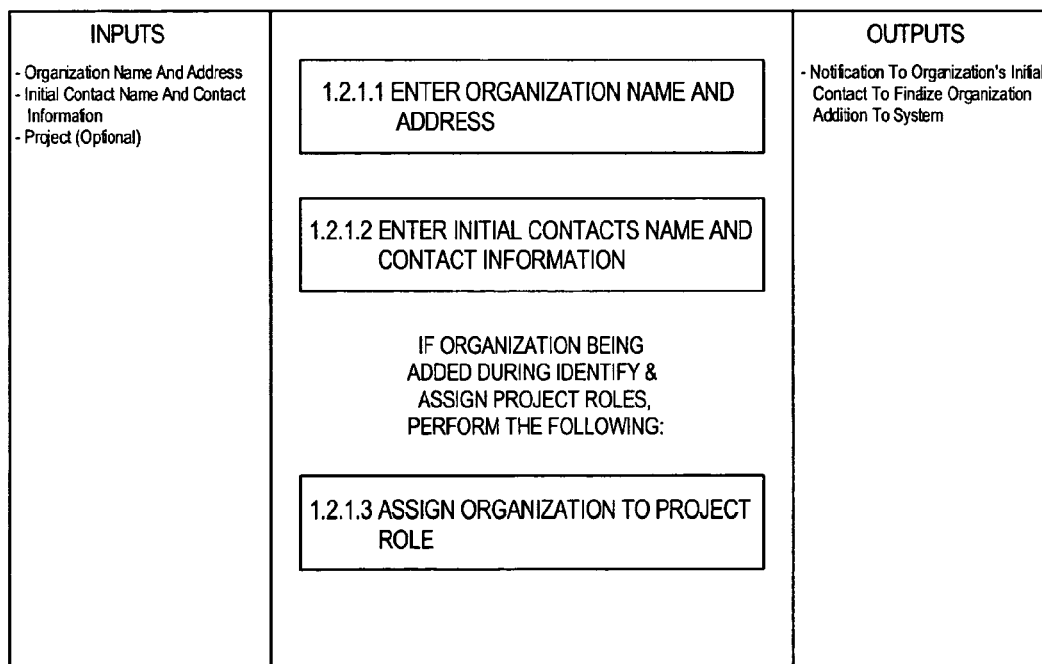 INPUTS
- Organization Name And Address
- Initial Contact Name And Contact
Information
- Project (Optional)
1.2.1.1 ENTER ORGANIZATION NAME AND
ADDRESS
1.2.1.2 ENTER INITIAL CONTACTS NAME AND
CONTACT INFORMATION
IF ORGANIZATION BEING
ADDED DURING IDENTIFY &
ASSIGN PROJECT ROLES,
PERFORM THE FOLLOWING:
1.2.1.3 ASSIGN ORGANIZATION TO PROJECT
ROLE
OUTPUTS
- Notification To Organization's Initial
Contact To Finalize Organization
Addition To System